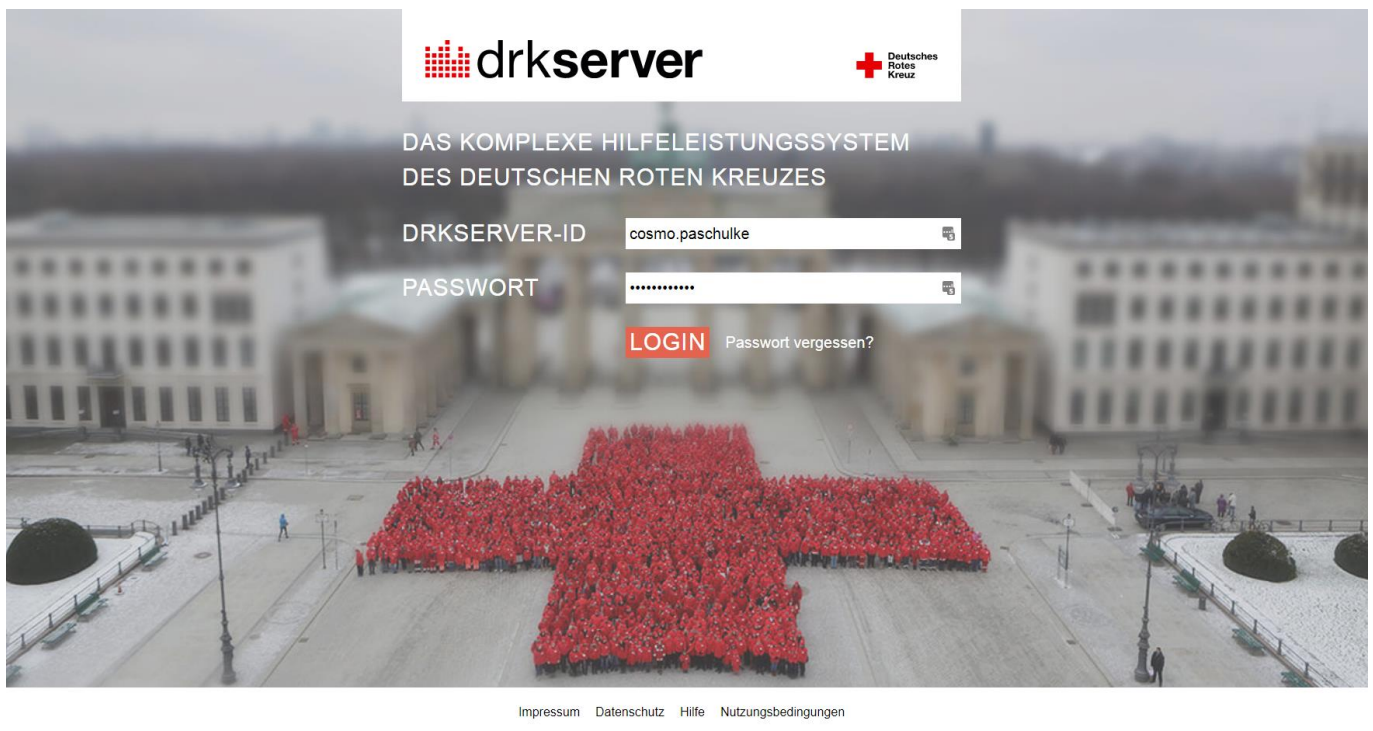 drkserver
Deutsches
Rotes
Kreuz
DAS KOMPLEXE HILFELEISTUNGSSYSTEM
DES DEUTSCHEN ROTEN KREUZES
DRKSERVER-ID cosmo.paschulke
PASSWORT ••••••••••••
LOGIN Passwort vergessen?
Impressum Datenschutz Hilfe Nutzungsbedingungen